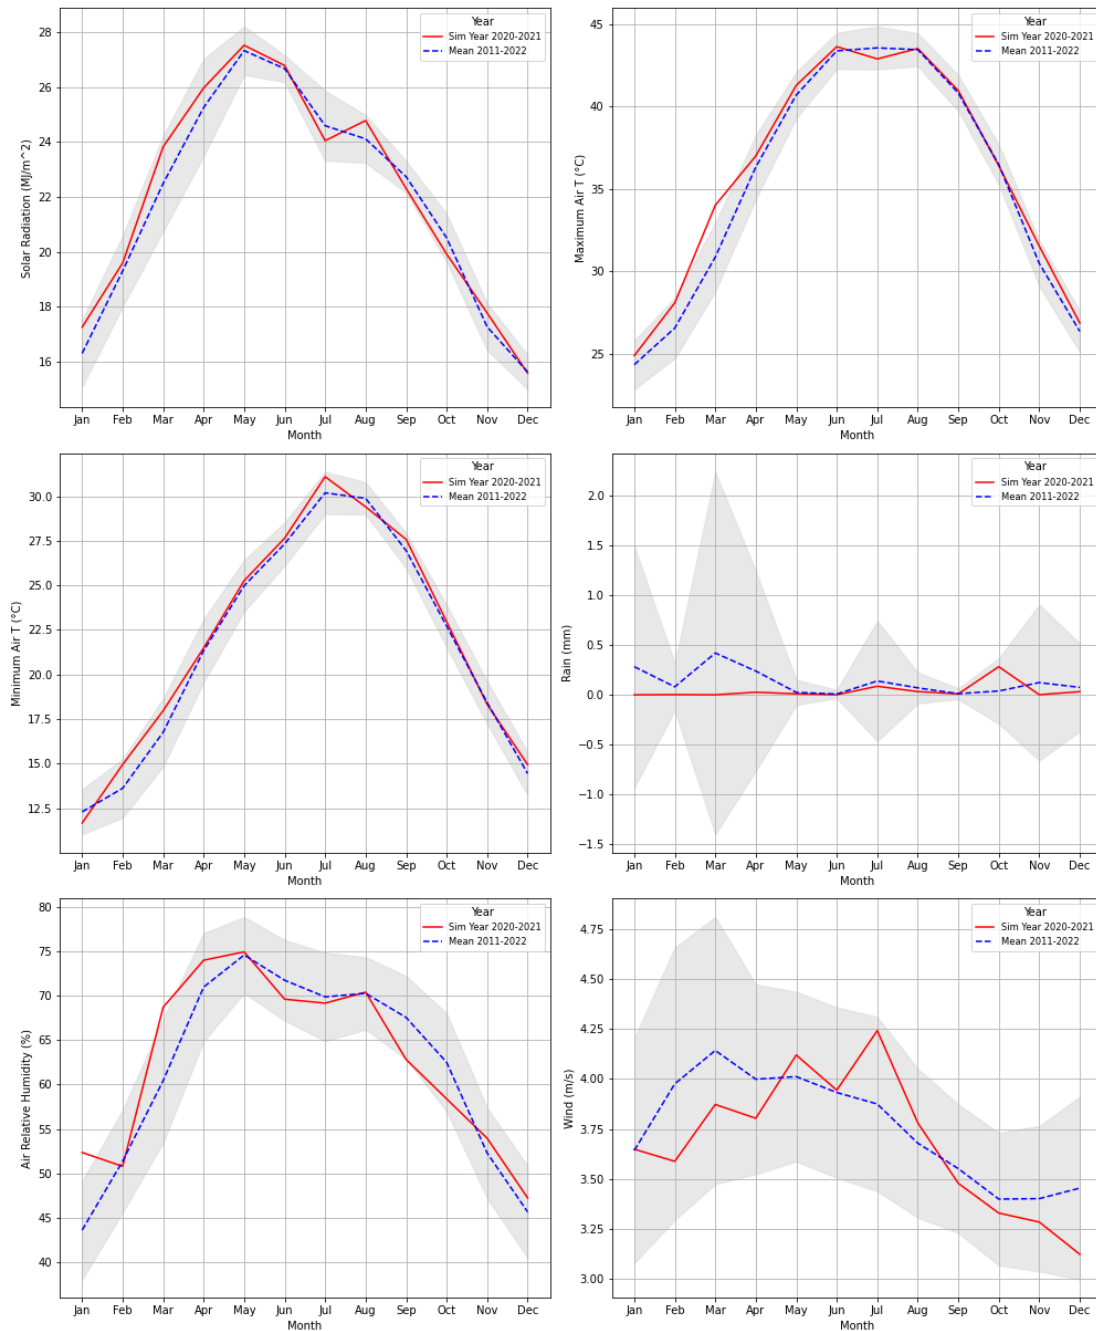 Year
Sim Year 2020-2021
Mean 2011-2022
28
26
24
22
20
18
16
Solar Radiation (MJ/m^2)
Jan Feb Mar Apr May Jun Jul Aug Sep Oct Nov Dec
Month
Year
Sim Year 2020-2021
Mean 2011-2022
45
40
35
30
25
Maximum Air T (°C)
Jan Feb Mar Apr May Jun Jul Aug Sep Oct Nov Dec
Month
Year
Sim Year 2020-2021
Mean 2011-2022
30.0
27.5
25.0
22.5
20.0
17.5
15.0
12.5
Minimum Air T (°C)
Jan Feb Mar Apr May Jun Jul Aug Sep Oct Nov Dec
Month
Year
Sim Year 2020-2021
Mean 2011-2022
2.0
1.5
1.0
0.5
0.0
−0.5
−1.0
−1.5
Rain (mm)
Jan Feb Mar Apr May Jun Jul Aug Sep Oct Nov Dec
Month
Year
Sim Year 2020-2021
Mean 2011-2022
80
75
70
65
60
55
50
45
40
Air Relative Humidity (%)
Jan Feb Mar Apr May Jun Jul Aug Sep Oct Nov Dec
Month
Year
Sim Year 2020-2021
Mean 2011-2022
4.75
4.50
4.25
4.00
3.75
3.50
3.25
3.00
Wind (m/s)
Jan Feb Mar Apr May Jun Jul Aug Sep Oct Nov Dec
Month